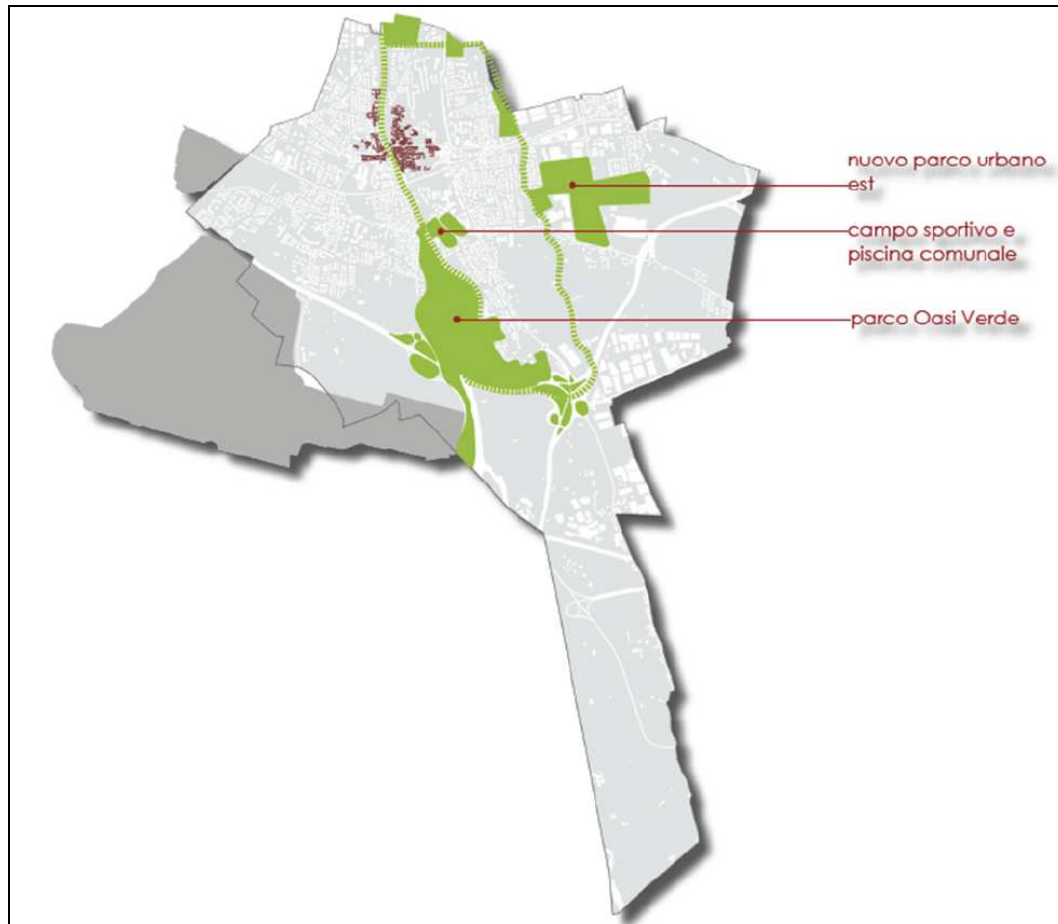 nuovo parco urbano
est
campo sportivo e
piscina comunale
parco Oasi Verde